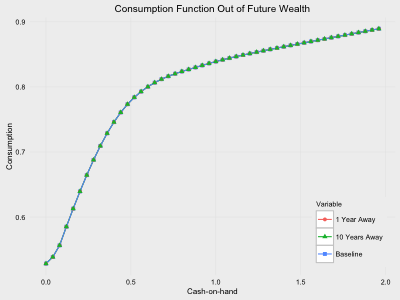 Consumption Function Out of Future Wealth
0.9
0.8
0.7
0.6
Consumption
0.0 0.5 1.0 1.5 2.0
Cash-on-hand
Variable
1 Year Away
10 Years Away
Baseline